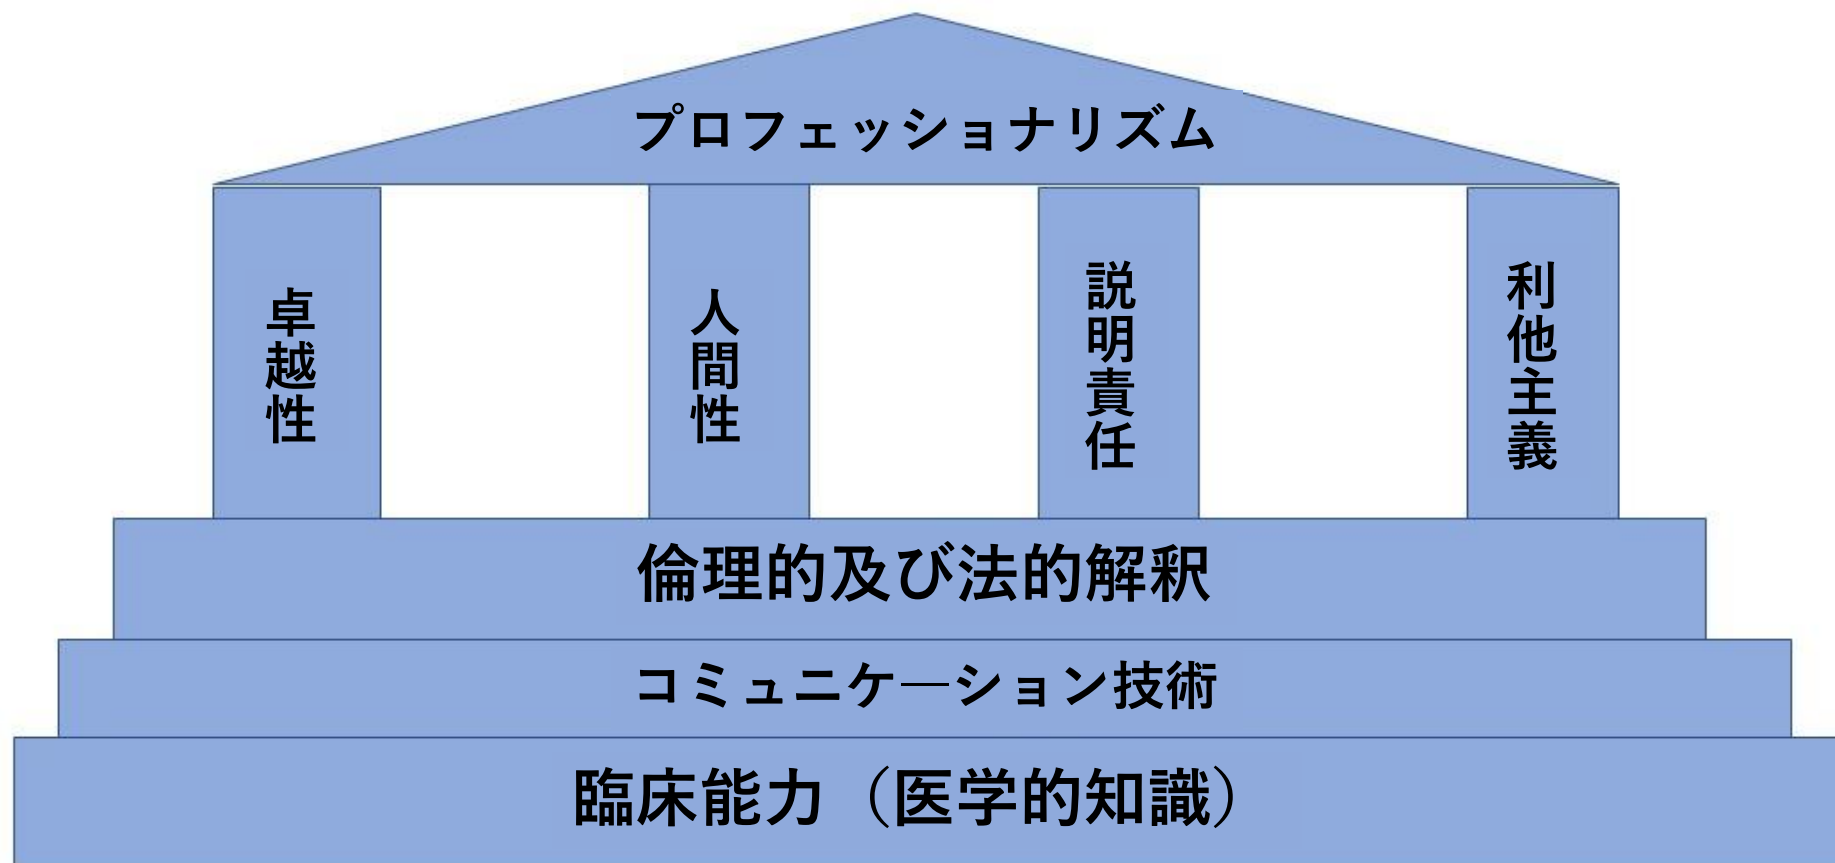 プロフェッショナリズム
卓越性
人間性
説明責任
利他主義
倫理的及び法的解釈
コミュニケ―ション技術
臨床能力（医学的知識）